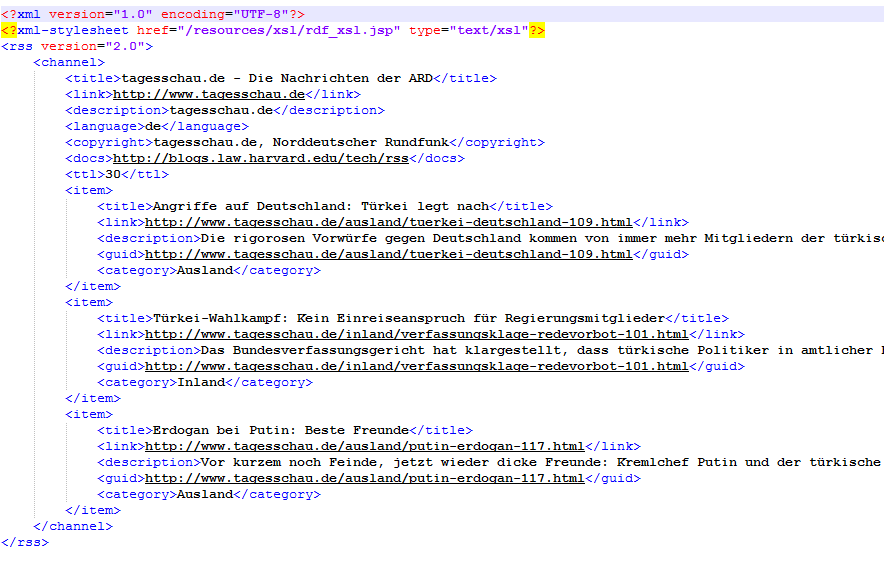 <?xml version="1.0" encoding="UTF-8"?>
<?xml-stylesheet href="/resources/xsl/rdf_xsl.jsp" type="text/xsl"?>
<rss version="2.0">
<channel>
<title>tagesschau.de - Die Nachrichten der ARD</title>
<link>http://www.tagesschau.de</link>
<description>tagesschau.de</description>
<language>de</language>
<copyright>tagesschau.de, Norddeutscher Rundfunk</copyright>
<docs>http://blogs.law.harvard.edu/tech/rss</docs>
<ttl>30</ttl>
<item>
<title>Angriffe auf Deutschland: Türkei legt nach</title>
<link>http://www.tagesschau.de/ausland/tuerkei-deutschland-109.html</link>
<description>Die rigorosen Vorwürfe gegen Deutschland kommen von immer mehr Mitgliedern der türkisc
<guid>http://www.tagesschau.de/ausland/tuerkei-deutschland-109.html</guid>
<category>Ausland</category>
</item>
<item>
<title>Türkei-Wahlkampf: Kein Einreiseanspruch für Regierungsmitglieder</title>
<link>http://www.tagesschau.de/inland/verfassungsklage-redevorbot-101.html</link>
<description>Das Bundesverfassungsgericht hat klargestellt, dass türkische Politiker in amtlicher
<guid>http://www.tagesschau.de/inland/verfassungsklage-redevorbot-101.html</guid>
<category>Inland</category>
</item>
<item>
<title>Erdogan bei Putin: Beste Freunde</title>
<link>http://www.tagesschau.de/ausland/putin-erdogan-117.html</link>
<description>Vor kurzem noch Feinde, jetzt wieder dicke Freunde: Kremlchef Putin und der türkische
<guid>http://www.tagesschau.de/ausland/putin-erdogan-117.html</guid>
<category>Ausland</category>
</item>
</channel>
</rss>